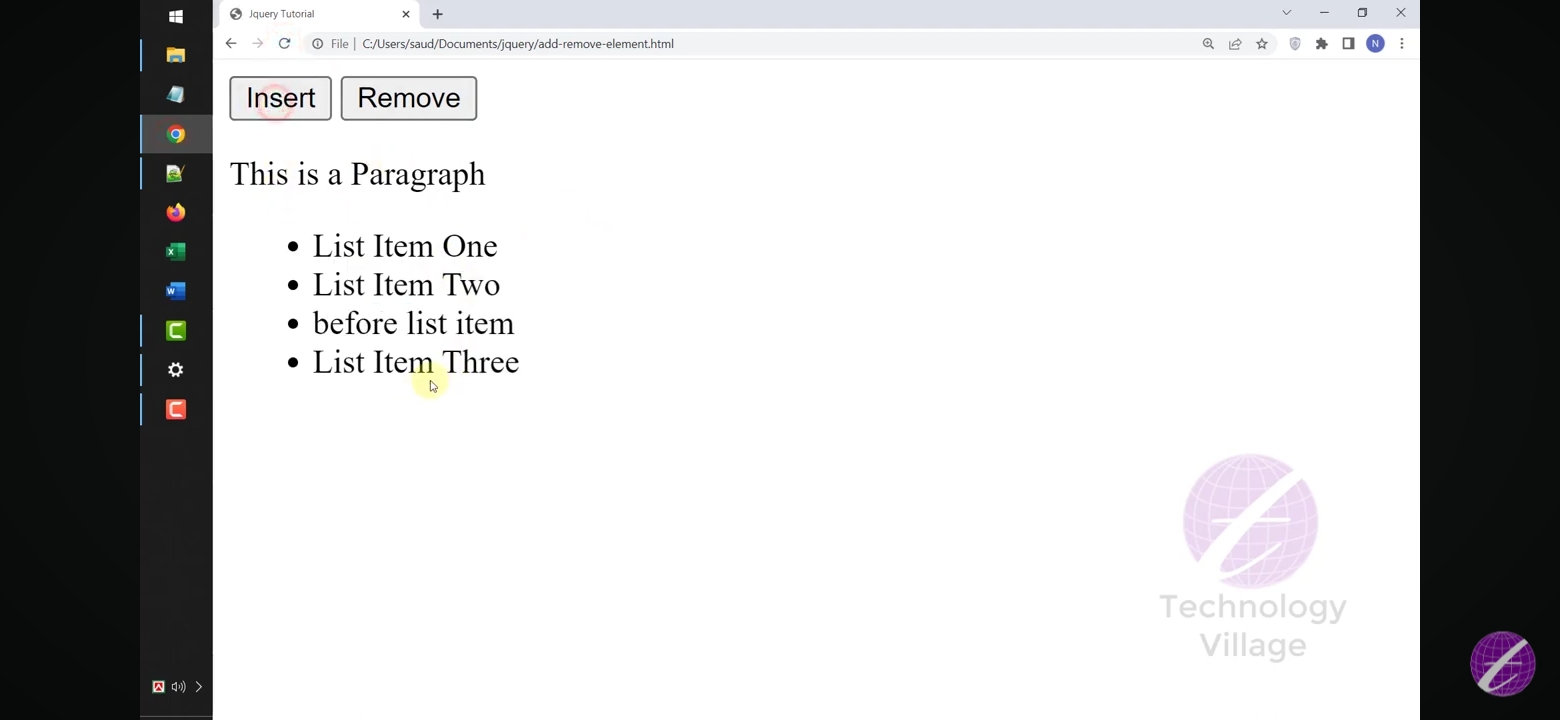 Jquery Tutorial
File | C:/Users/saud/Documents/jquery/add-remove-element.html
N
Insert Remove
This is a Paragraph
• List Item One
• List Item Two
• before list item
• List Item Three
Technology
Village